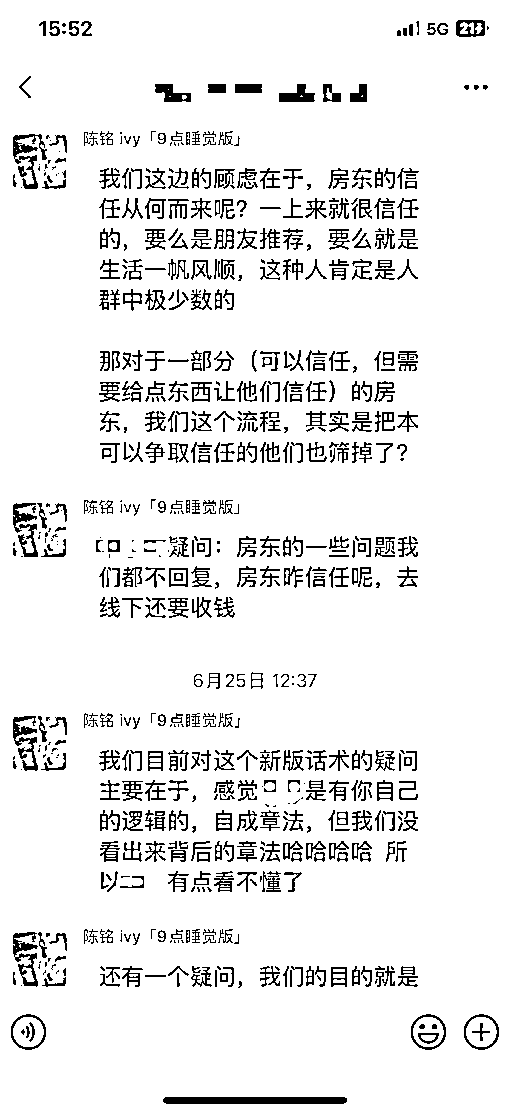 15:52
5G
陈铭 ivy「9点睡觉版」
我们这边的顾虑在于，房东的信
任从何而来呢？一上来就很信任
的，要么是朋友推荐，要么就是
生活一帆风顺，这种人肯定是人
群中极少数的
那对于一部分（可以信任，但需
要给点东西让他们信任）的房
东，我们这个流程，其实是把本
可以争取信任的他们也筛掉了？
陈铭 ivy「9点睡觉版」
疑问：房东的一些问题我
们都不回复，房东咋信任呢，去
线下还要收钱
6月25日 12:37
陈铭 ivy「9点睡觉版」
我们目前对这个新版话术的疑问
主要在于，感觉是有你自己
的逻辑的，自成章法，但我们没
看出来背后的章法哈哈哈哈 所
以 有点看不懂了
陈铭 ivy「9点睡觉版」
还有一个疑问，我们的目的就是